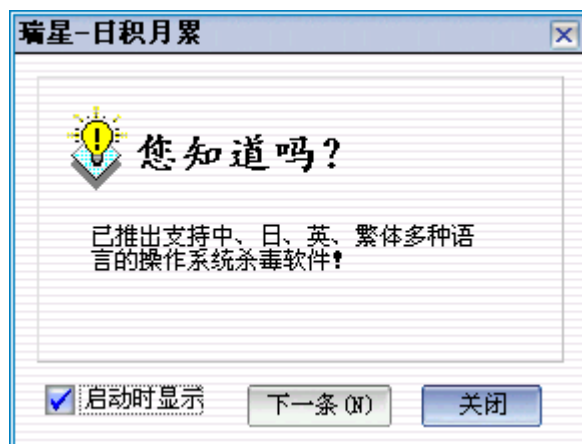 瑞星-日积月累
您知道吗?
已推出支持中、日、英、繁体多种语
言的操作系统杀毒软件!
启动时显示
下一条(N)
关闭